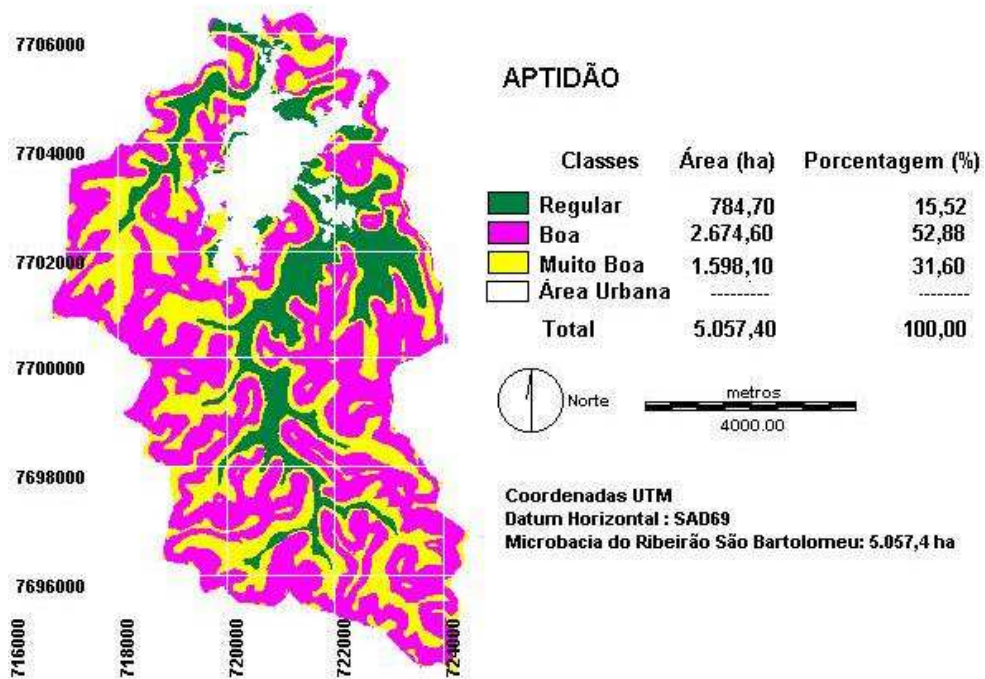 APTIDÃO
Classes Área (ha) Porcentagem (%)
Regular 784,70 15,52
Boa 2.674,60 52,88
Muito Boa 1.598,10 31,60
Área Urbana --------- -------
Total 5.057,40 100,00
Norte
metros
4000.00
Coordenadas UTM
Datum Horizontal : SAD69
Microbacia do Ribeirão São Bartolomeu: 5.057,4 ha
7706000
7704000
7702000
7700000
7698000
7696000
716000
718000
720000
722000
724000